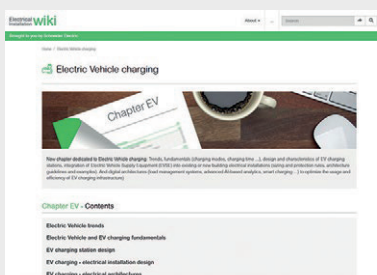 Electrical installation wiki
About
Search
Brought to you by Schneider Electric
Home / Electric Vehicle charging
Electric Vehicle charging
Chapter EV
New chapter dedicated to Electric Vehicle charging: Trends, fundamentals (charging modes, charging time ...), design and characteristics of EV charging
stations, integration of Electric Vehicle Supply Equipment (EVSE) into existing or new building electrical installations (sizing and protection rules, architecture
guidelines and examples). And digital architectures (load management systems, advanced AI-based analytics, smart charging ...) to optimize the usage and
efficiency of EV charging infrastructure.
Chapter EV - Contents
Electric Vehicle trends
Electric Vehicle and EV charging fundamentals
EV charging station design
EV charging - electrical installation design
EV charging - electrical architectures